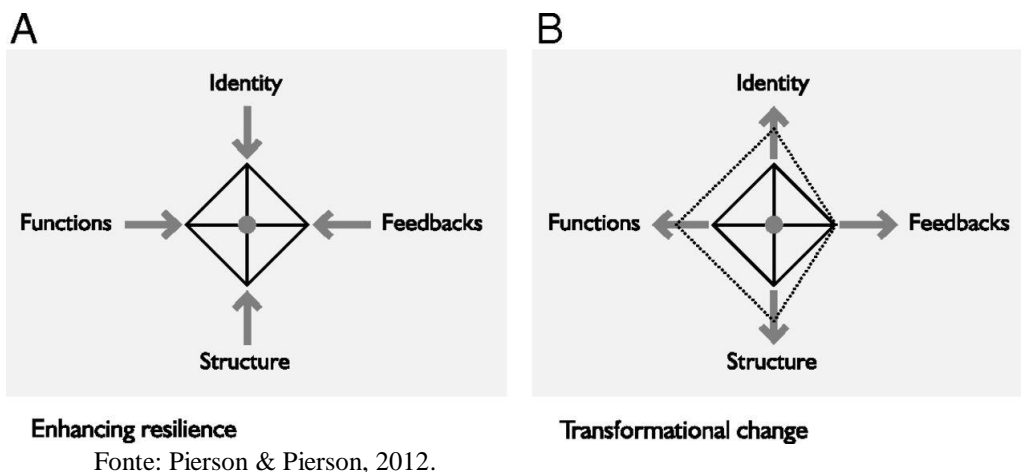 A
B
Identity
Identity
Functions
Feedbacks
Functions
Feedbacks
Structure
Structure
Enhancing resilience
Transformational change
Fonte: Pierson & Pierson, 2012.